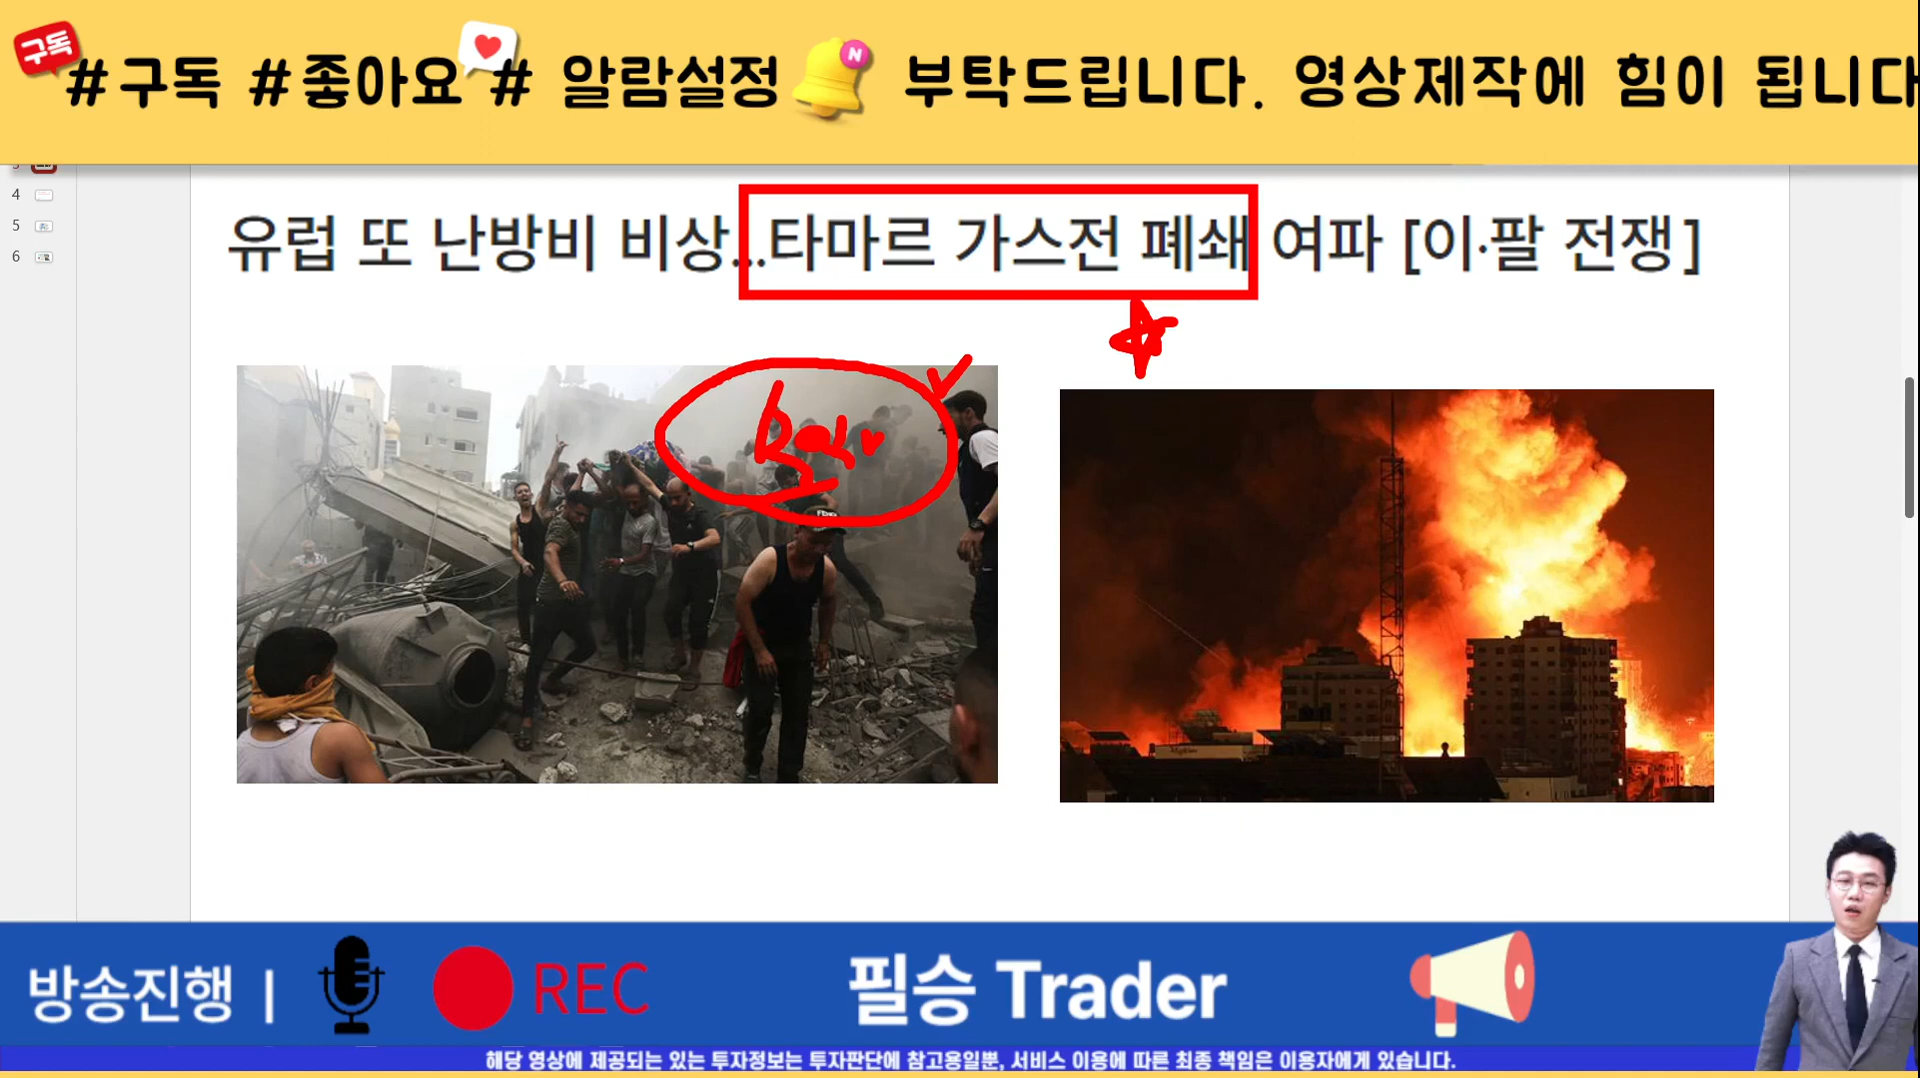 구독
#구독 #좋아요 # 알람설정 N 부탁드립니다. 영상제작에 힘이 됩니다
4
5
6
유럽 또 난방비 비상...타마르 가스전 폐쇄 여파 [이·팔 전쟁]
방송진행 | REC 필승 Trader
해당 영상에 제공되는 있는 투자정보는 투자판단에 참고용일뿐, 서비스 이용에 따른 최종 책임은 이용자에게 있습니다.